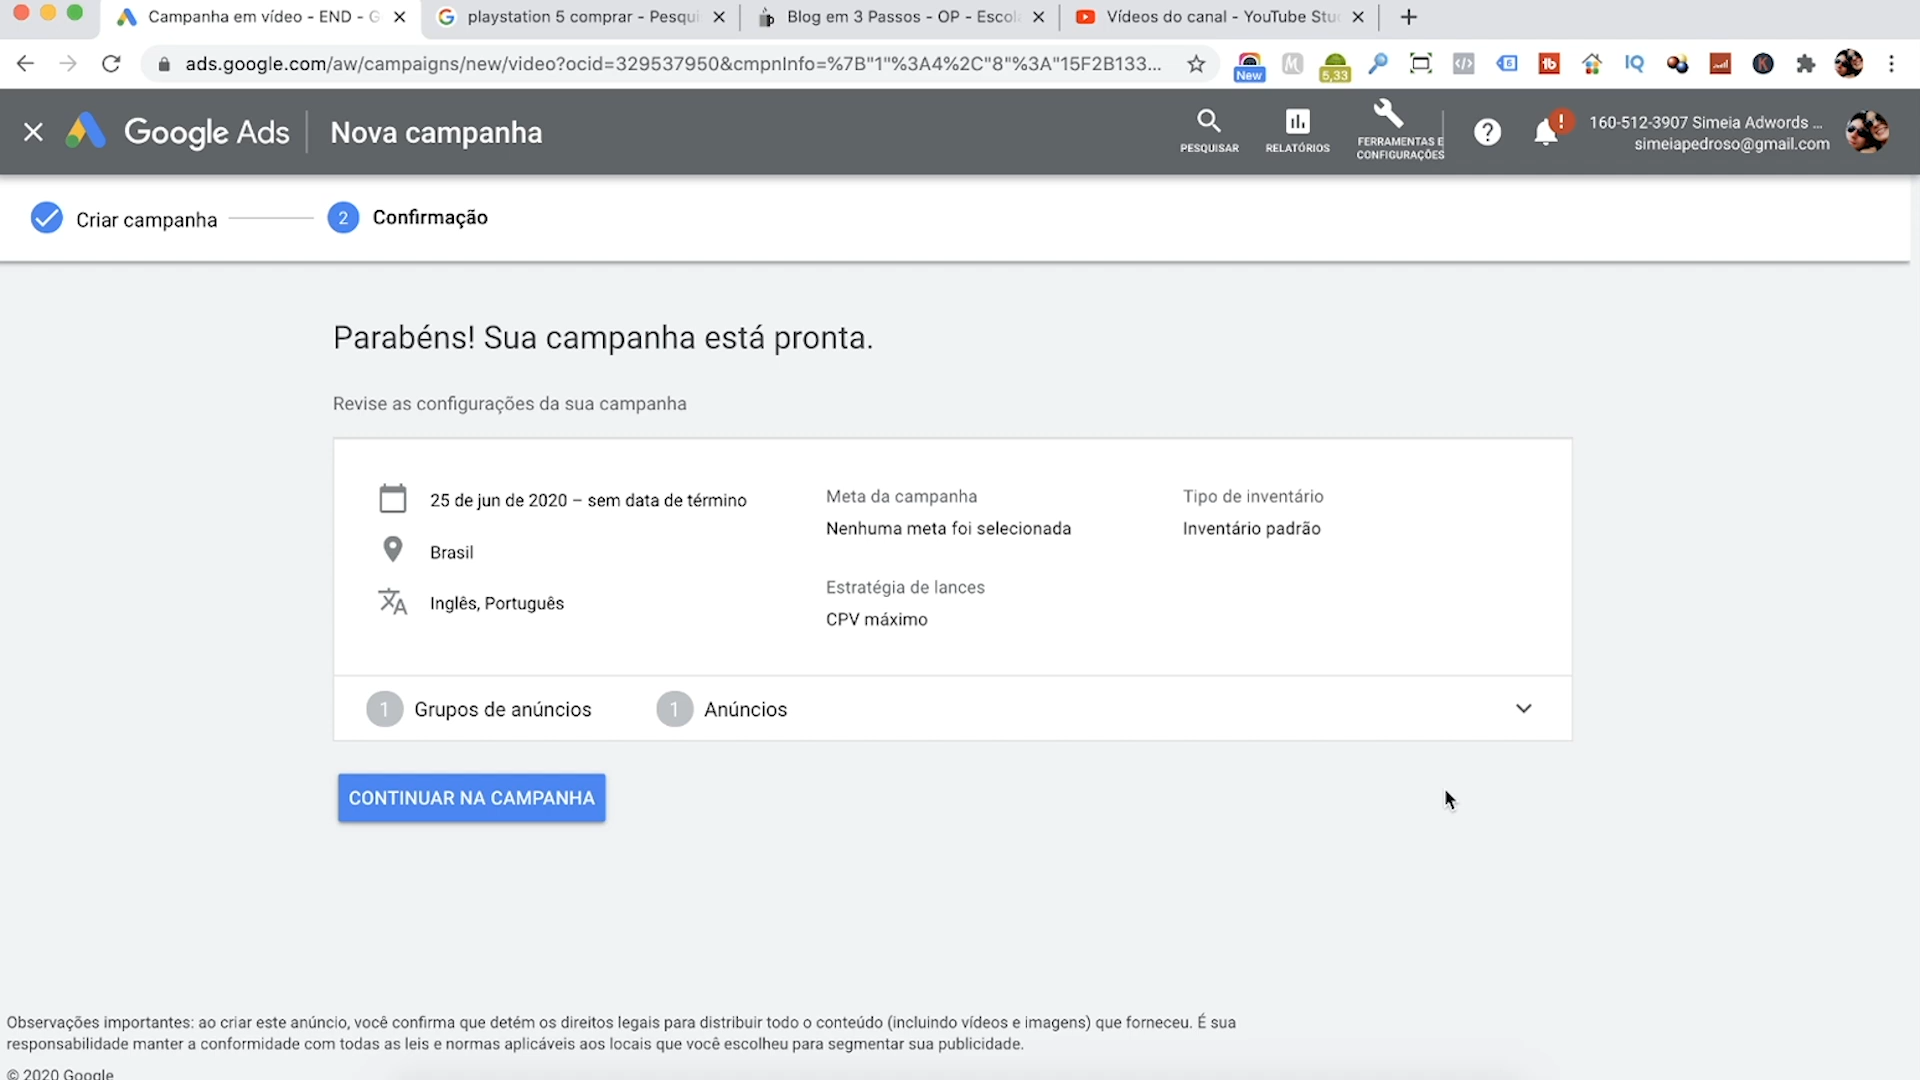 Campanha em vídeo - END - G
playstation 5 comprar - Pesqui
Blog em 3 Passos - OP - Escol
Vídeos do canal - YouTube Stu
ads.google.com/aw/campaigns/new/video?ocid=329537950&cmpnInfo=%7B"1"%3A4%2C"8"%3A"15F2B133...
New
5,33
Google Ads
Nova campanha
PESQUISAR
RELATÓRIOS
FERRAMENTAS E
CONFIGURAÇÕES
160-512-3907 Simeia Adwords ...
simeiapedroso@gmail.com
Criar campanha
2 Confirmação
Parabéns! Sua campanha está pronta.
Revise as configurações da sua campanha
25 de jun de 2020 – sem data de término
Brasil
Inglês, Português
Meta da campanha
Nenhuma meta foi selecionada
Estratégia de lances
CPV máximo
Tipo de inventário
Inventário padrão
1 Grupos de anúncios
1 Anúncios
CONTINUAR NA CAMPANHA
Observações importantes: ao criar este anúncio, você confirma que detém os direitos legais para distribuir todo o conteúdo (incluindo vídeos e imagens) que forneceu. É sua
responsabilidade manter a conformidade com todas as leis e normas aplicáveis aos locais que você escolheu para segmentar sua publicidade.
© 2020 Google